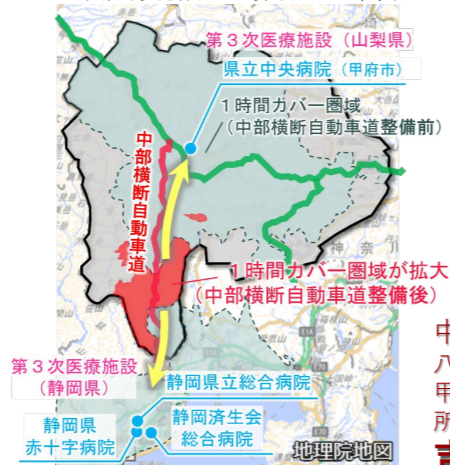 第３次医療施設（山梨県）
県立中央病院（甲府市）
１時間カバー圏域
（中部横断自動車道整備前）
中部横断自動車道
１時間カバー圏域が拡大
（中部横断自動車道整備後）
第３次医療施設
（静岡県）
静岡県立総合病院
静岡県
赤十字病院
静岡済生会
総合病院
地理院地図
中
八
甲
所